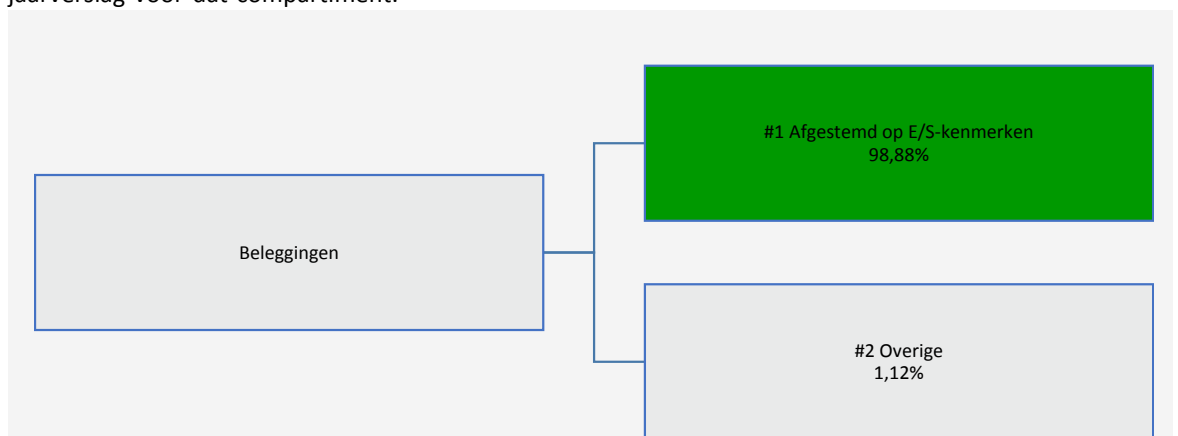 jaarverslag voor dat compartiment.
#1 Afgestemd op E/S-kenmerken
98,88%
Beleggingen
#2 Overige
1,12%